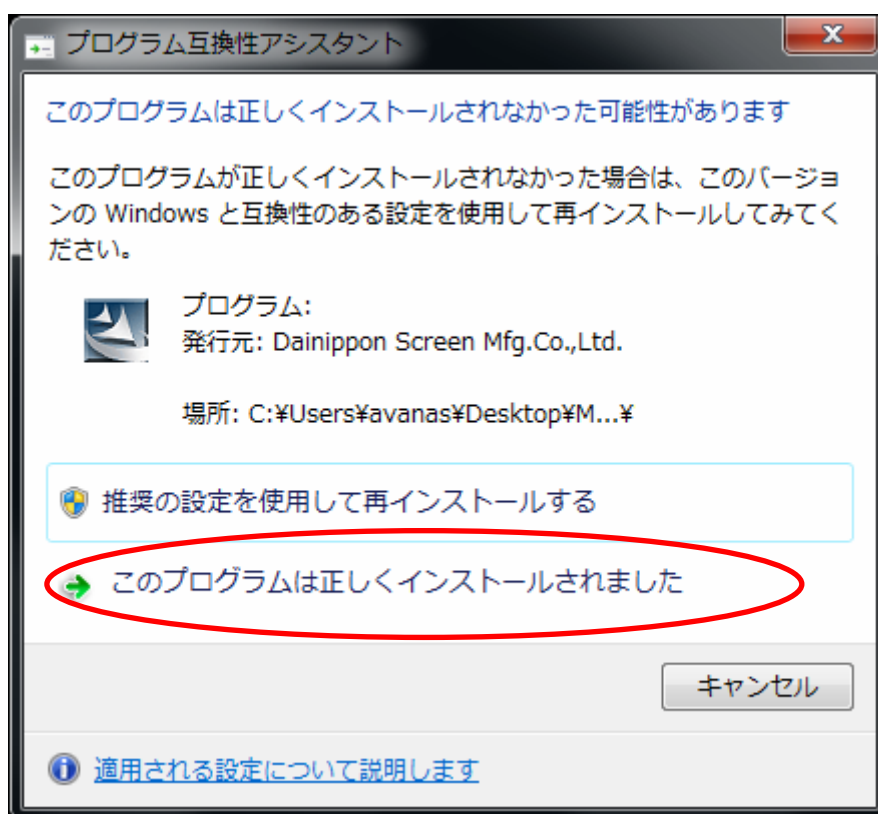 プログラム互換性アシスタント
このプログラムは正しくインストールされなかった可能性があります
このプログラムが正しくインストールされなかった場合は、このバージョ
ンの Windows と互換性のある設定を使用して再インストールしてみてく
ださい。
プログラム:
発行元: Dainippon Screen Mfg.Co.,Ltd.
場所: C:¥Users¥avanas¥Desktop¥M...¥
推奨の設定を使用して再インストールする
このプログラムは正しくインストールされました
キャンセル
適用される設定について説明します